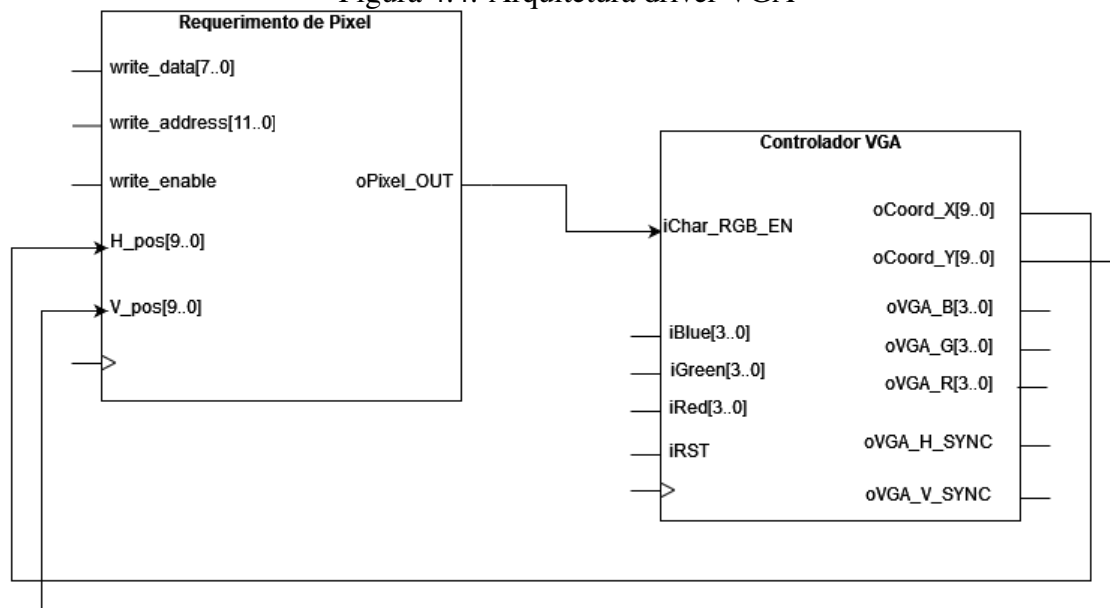 Figura 4.4: Arquitetura driver VGA
Requerimento de Pixel
write_data[7..0]
write_address[11..0]
write_enable
oPixel_OUT
H_pos[9..0]
V_pos[9..0]
Controlador VGA
iChar_RGB_EN
iBlue[3..0]
iGreen[3..0]
iRed[3..0]
iRST
oCoord_X[9..0]
oCoord_Y[9..0]
oVGA_B[3..0]
oVGA_G[3..0]
oVGA_R[3..0]
oVGA_H_SYNC
oVGA_V_SYNC